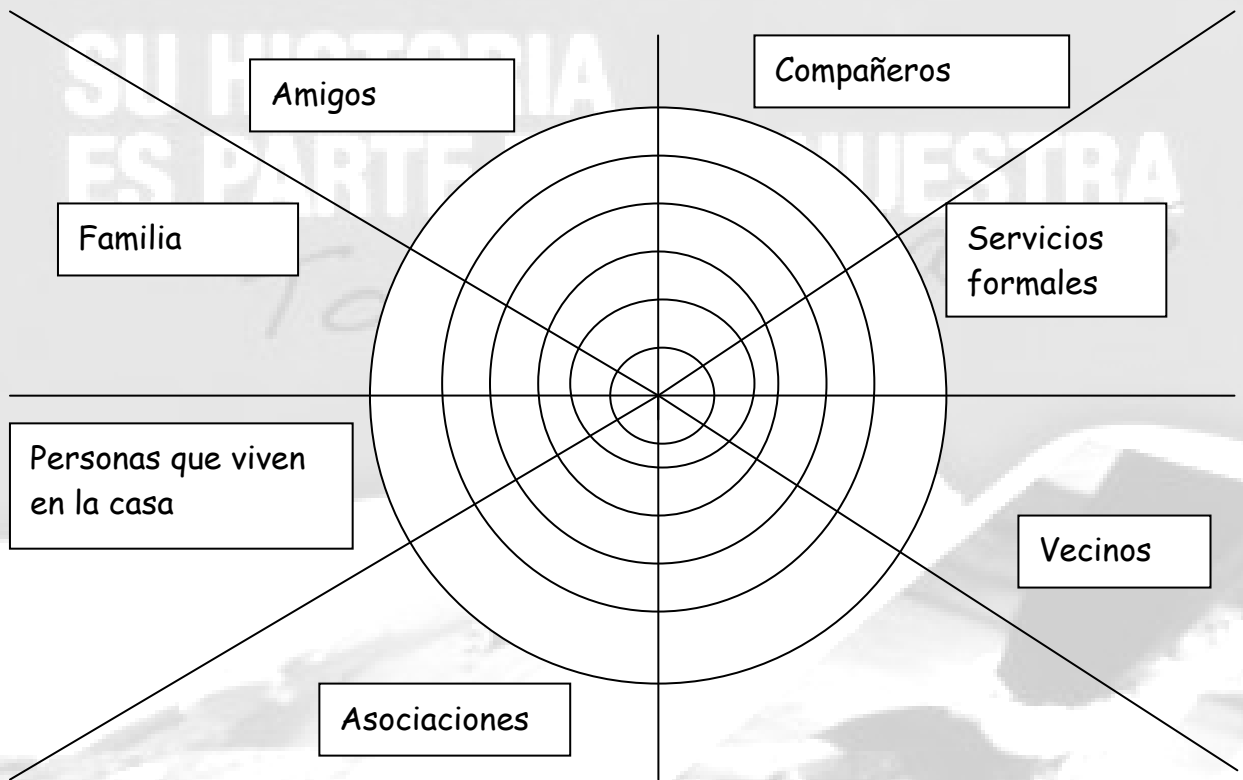 SU HISTORIA
ES PARTE NUESTRA
Amigos
Compañeros
Familia
Servicios
formales
Personas que viven
en la casa
Vecinos
Asociaciones